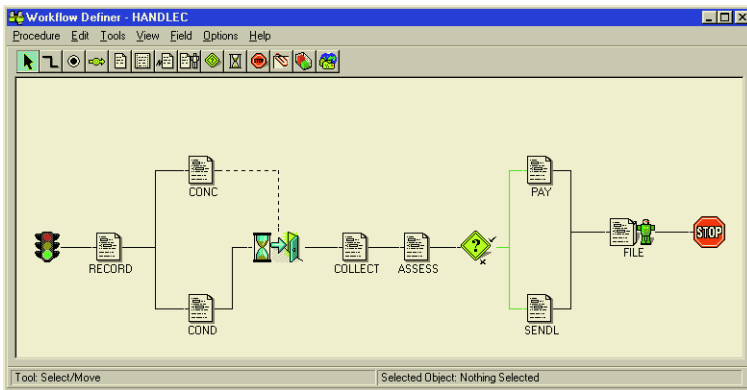 Workflow Definer - HANDLEC
Procedure Edit Tools View Field Options Help
CONC
PAY
STOP
RECORD
COLLECT
ASSESS
?
FILE
COND
SENDL
Tool: Select/Move
Selected Object: Nothing Selected